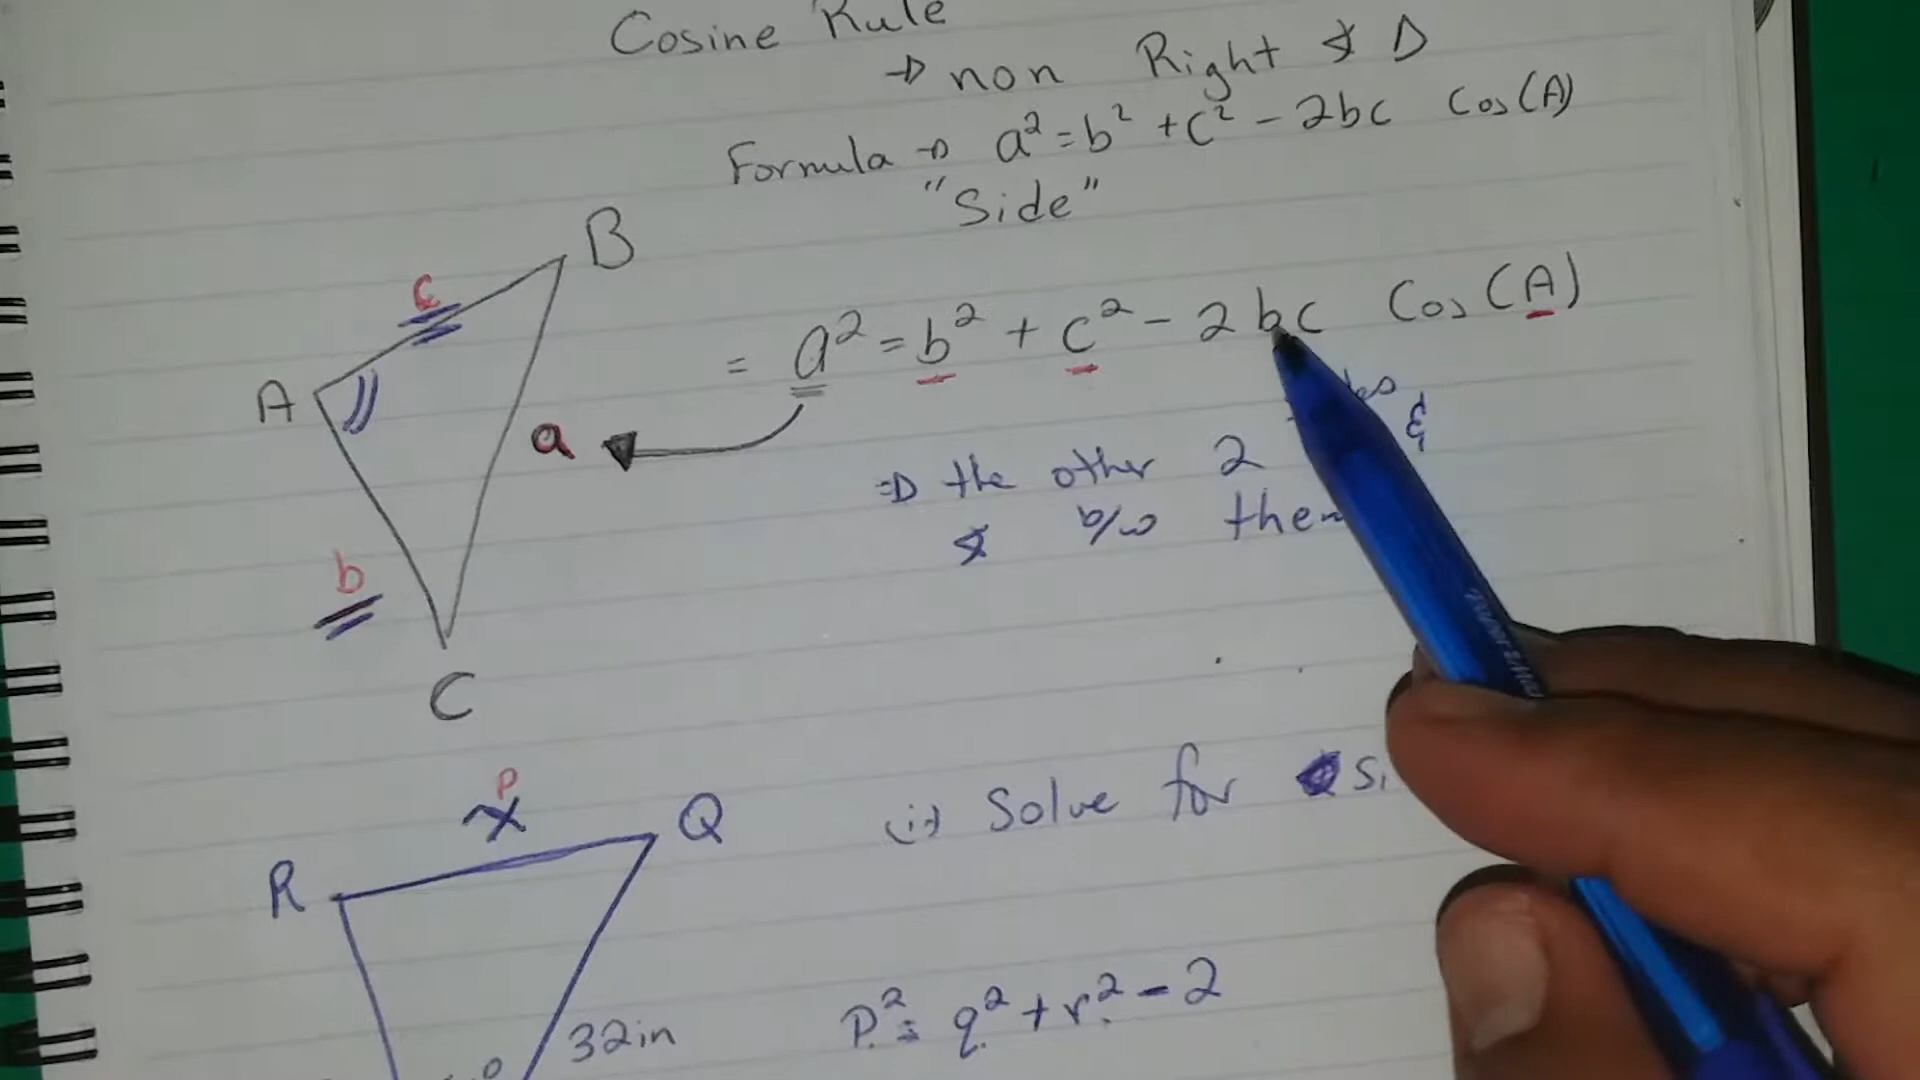 Cosine Rule
→ non Right ∠ Δ
Formula → a² = b² + c² - 2bc Cos(A)
"Side"
B
c
= a² = b² + c² - 2bc Cos(A)
A
a
⇒ the other 2 &
∠ b/w them
b
C
P
x
Q
(i) Solve for
R
P² = q² + r² - 2
32in